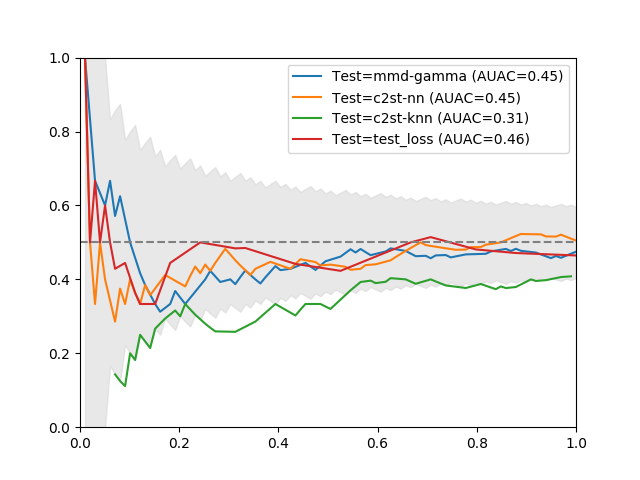 1.0
0.8
0.6
0.4
0.2
0.0
Test=mmd-gamma (AUAC=0.45)
Test=c2st-nn (AUAC=0.45)
Test=c2st-knn (AUAC=0.31)
Test=test_loss (AUAC=0.46)
0.0 0.2 0.4 0.6 0.8 1.0